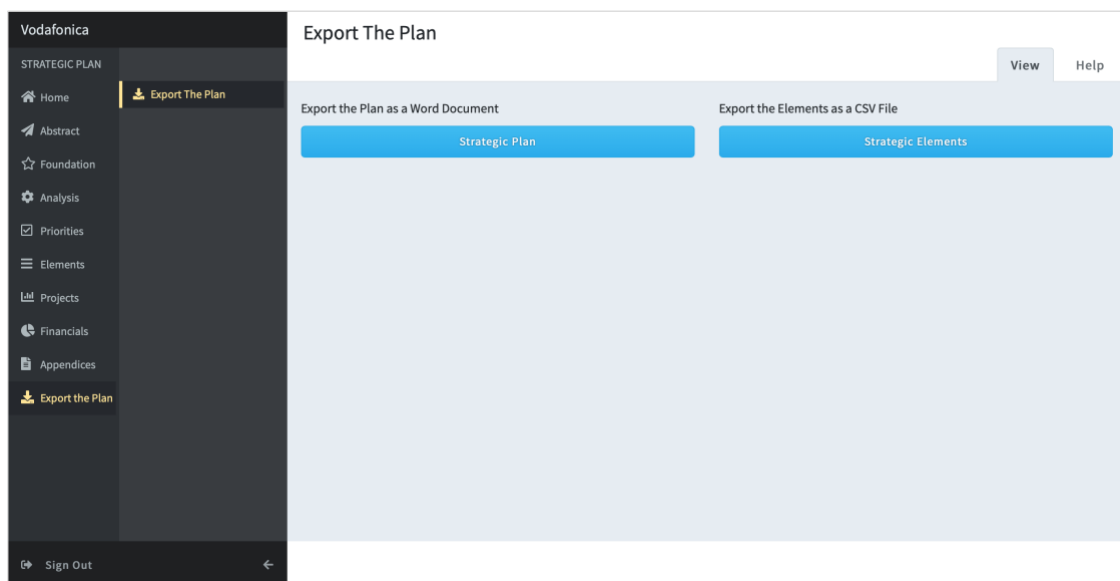 Vodafonica
STRATEGIC PLAN
Home
Abstract
Foundation
Analysis
Priorities
Elements
Projects
Financials
Appendices
Export the Plan
Sign Out
Export The Plan
Export The Plan
View Help
Export the Plan as a Word Document
Strategic Plan
Export the Elements as a CSV File
Strategic Elements